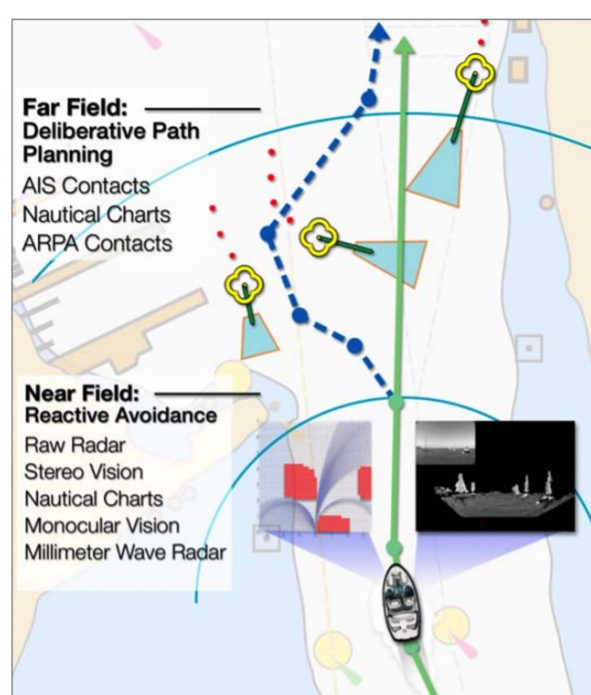 Far Field:
Deliberative Path
Planning
AIS Contacts
Nautical Charts
ARPA Contacts
Near Field:
Reactive Avoidance
Raw Radar
Stereo Vision
Nautical Charts
Monocular Vision
Millimeter Wave Radar